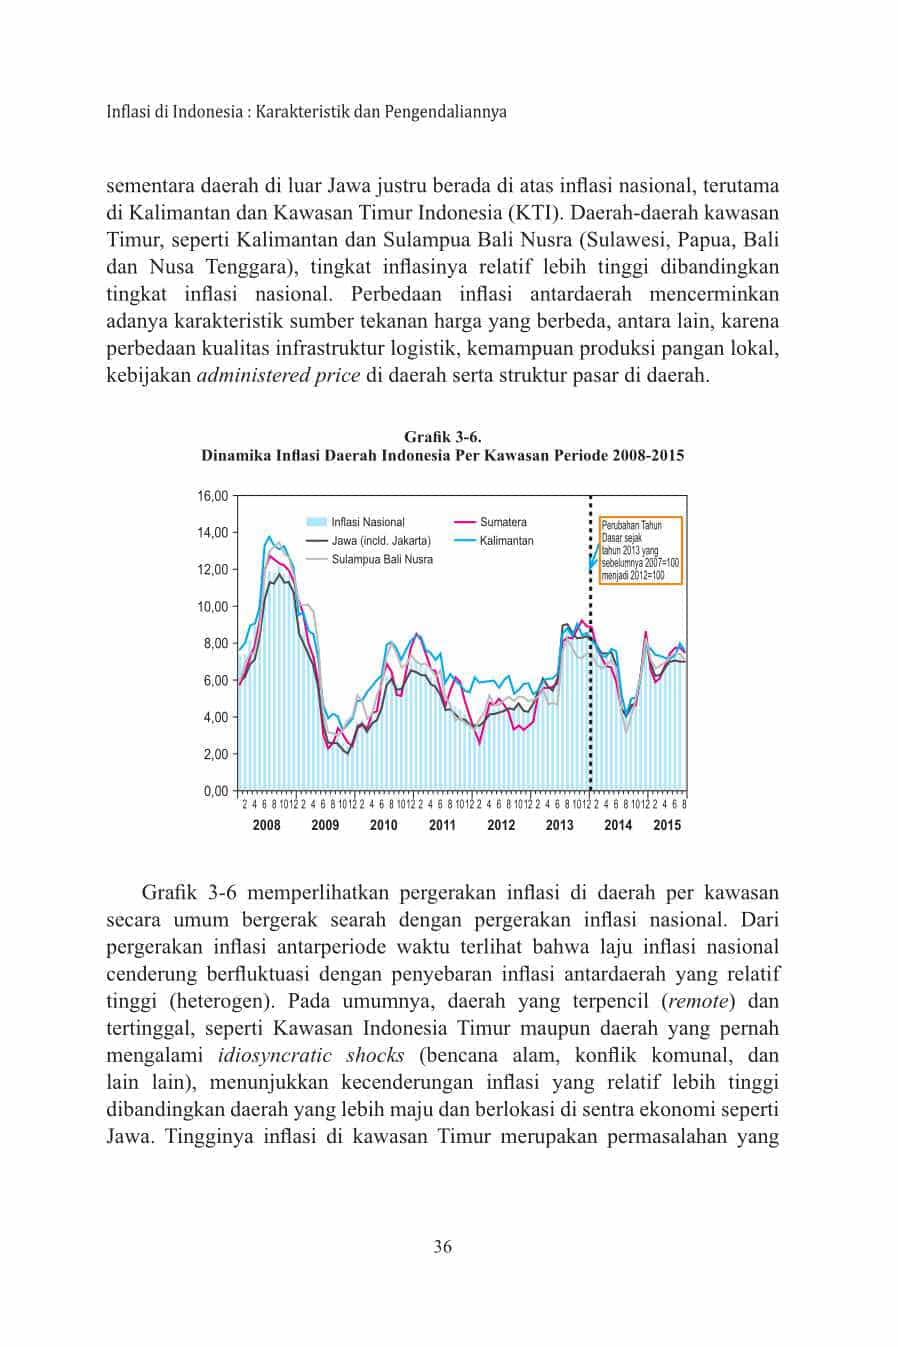 Inflasi di Indonesia : Karakteristik dan Pengendaliannya
sementara daerah di luar Jawa justru berada di atas inflasi nasional, terutama
di Kalimantan dan Kawasan Timur Indonesia (KTI). Daerah-daerah kawasan
Timur, seperti Kalimantan dan Sulampua Bali Nusra (Sulawesi, Papua, Bali
dan Nusa Tenggara), tingkat inflasinya relatif lebih tinggi dibandingkan
tingkat inflasi nasional. Perbedaan inflasi antardaerah mencerminkan
adanya karakteristik sumber tekanan harga yang berbeda, antara lain, karena
perbedaan kualitas infrastruktur logistik, kemampuan produksi pangan lokal,
kebijakan administered price di daerah serta struktur pasar di daerah.
Grafik 3-6.
Dinamika Inflasi Daerah Indonesia Per Kawasan Periode 2008-2015
16,00
14,00
12,00
10,00
8,00
6,00
4,00
2,00
0,00
Inflasi Nasional
Sumatera
Jawa (incld. Jakarta)
Kalimantan
Sulampua Bali Nusra
Perubahan Tahun
Dasar sejak
tahun 2013 yang
sebelumnya 2007=100
menjadi 2012=100
2 4 6 8 10 12 2 4 6 8 10 12 2 4 6 8 10 12 2 4 6 8 10 12 2 4 6 8 10 12 2 4 6 8 10 12 2 4 6 8 10 12 2 4 6 8
2008 2009 2010 2011 2012 2013 2014 2015
Grafik 3-6 memperlihatkan pergerakan inflasi di daerah per kawasan
secara umum bergerak searah dengan pergerakan inflasi nasional. Dari
pergerakan inflasi antarperiode waktu terlihat bahwa laju inflasi nasional
cenderung berfluktuasi dengan penyebaran inflasi antardaerah yang relatif
tinggi (heterogen). Pada umumnya, daerah yang terpencil (remote) dan
tertinggal, seperti Kawasan Indonesia Timur maupun daerah yang pernah
mengalami idiosyncratic shocks (bencana alam, konflik komunal, dan
lain lain), menunjukkan kecenderungan inflasi yang relatif lebih tinggi
dibandingkan daerah yang lebih maju dan berlokasi di sentra ekonomi seperti
Jawa. Tingginya inflasi di kawasan Timur merupakan permasalahan yang
36